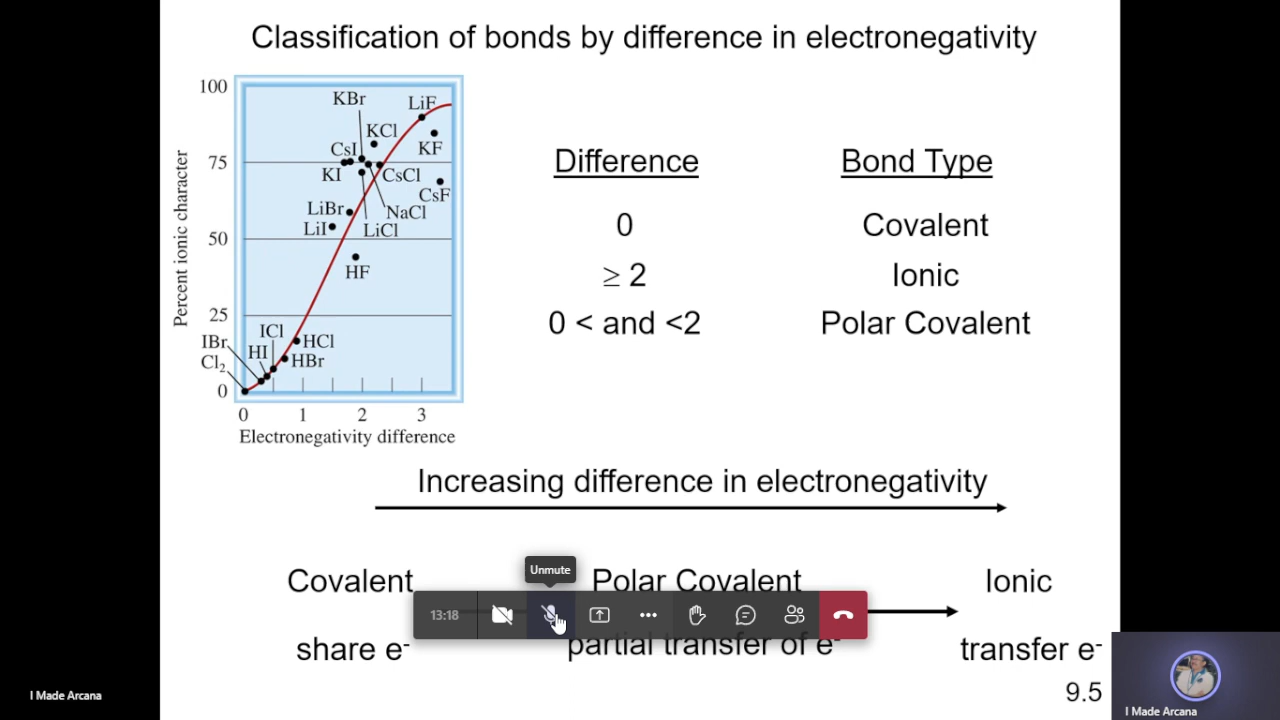 Classification of bonds by difference in electronegativity
100
75
50
25
0
Percent ionic character
KBr
LiF
KCl
CsI
KF
KI
CsCl
CsF
LiBr
NaCl
LiI
LiCl
HF
ICl
IBr
HI
HCl
Cl₂
HBr
0 1 2 3
Electronegativity difference
Difference Bond Type
0 Covalent
≥ 2 Ionic
0 < and <2 Polar Covalent
Increasing difference in electronegativity
Unmute
Covalent Polar Covalent Ionic
13:18
share e⁻ partial transfer of e⁻ transfer e⁻
9.5
I Made Arcana
I Made Arcana